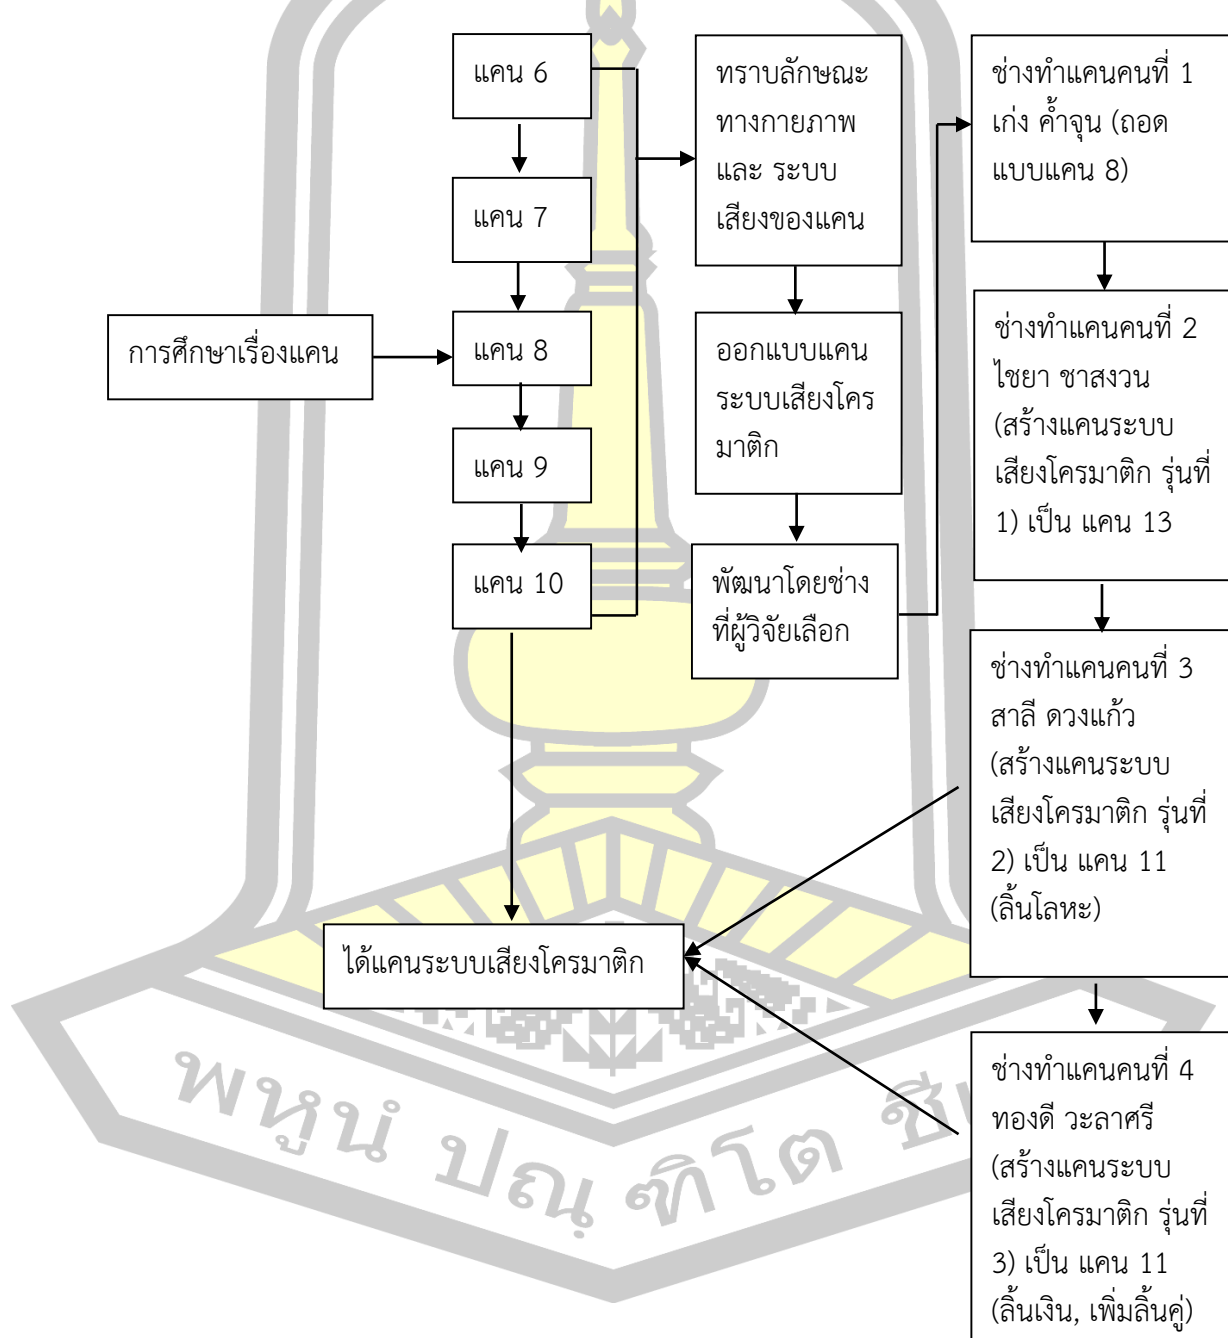 การศึกษาเรื่องแคน
แคน 6
แคน 7
แคน 8
แคน 9
แคน 10
ทราบลักษณะ
ทางกายภาพ
และ ระบบ
เสียงของแคน
ออกแบบแคน
ระบบเสียงโคร
มาติก
พัฒนาโดยช่าง
ที่ผู้วิจัยเลือก
ช่างทำแคนคนที่ 1
เก่ง ค้ำจุน (ถอด
แบบแคน 8)
ช่างทำแคนคนที่ 2
ไชยา ชาสงวน
(สร้างแคนระบบ
เสียงโครมาติก รุ่นที่
1) เป็น แคน 13
ช่างทำแคนคนที่ 3
สาลี ดวงแก้ว
(สร้างแคนระบบ
เสียงโครมาติก รุ่นที่
2) เป็น แคน 11
(ลิ้นโลหะ)
ช่างทำแคนคนที่ 4
ทองดี วะลาศรี
(สร้างแคนระบบ
เสียงโครมาติก รุ่นที่
3) เป็น แคน 11
(ลิ้นเงิน, เพิ่มลิ้นคู่)
ได้แคนระบบเสียงโครมาติก
พหูนํ ปณฺ ฑิโต